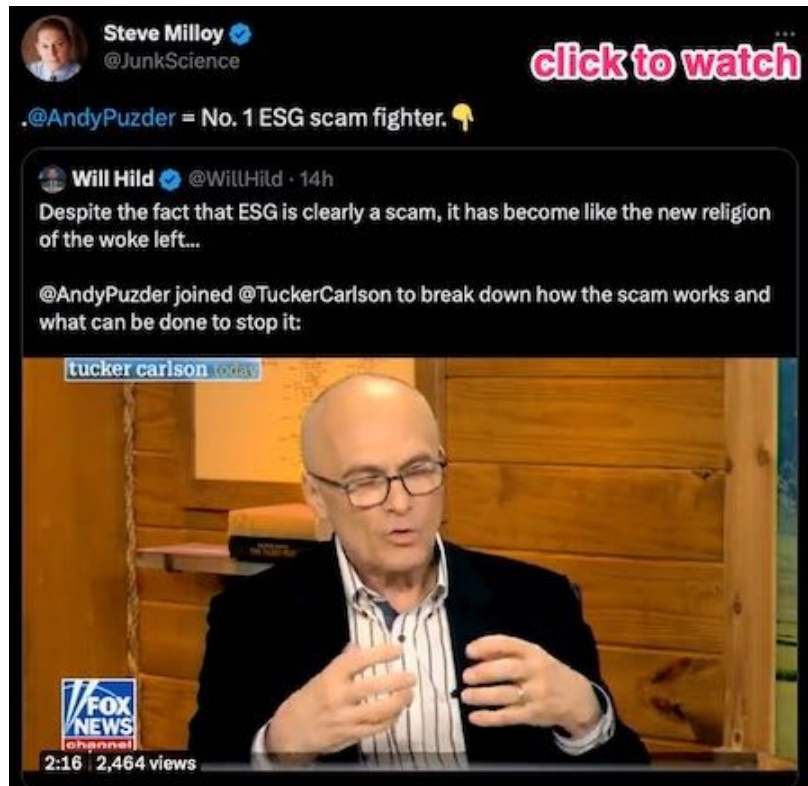 Steve Milloy
@JunkScience
click to watch
.@AndyPuzder = No. 1 ESG scam fighter. 👇
Will Hild @WillHild · 14h
Despite the fact that ESG is clearly a scam, it has become like the new religion
of the woke left...
@AndyPuzder joined @TuckerCarlson to break down how the scam works and
what can be done to stop it:
tucker carlson today
FOX
NEWS
channel
2:16 2,464 views